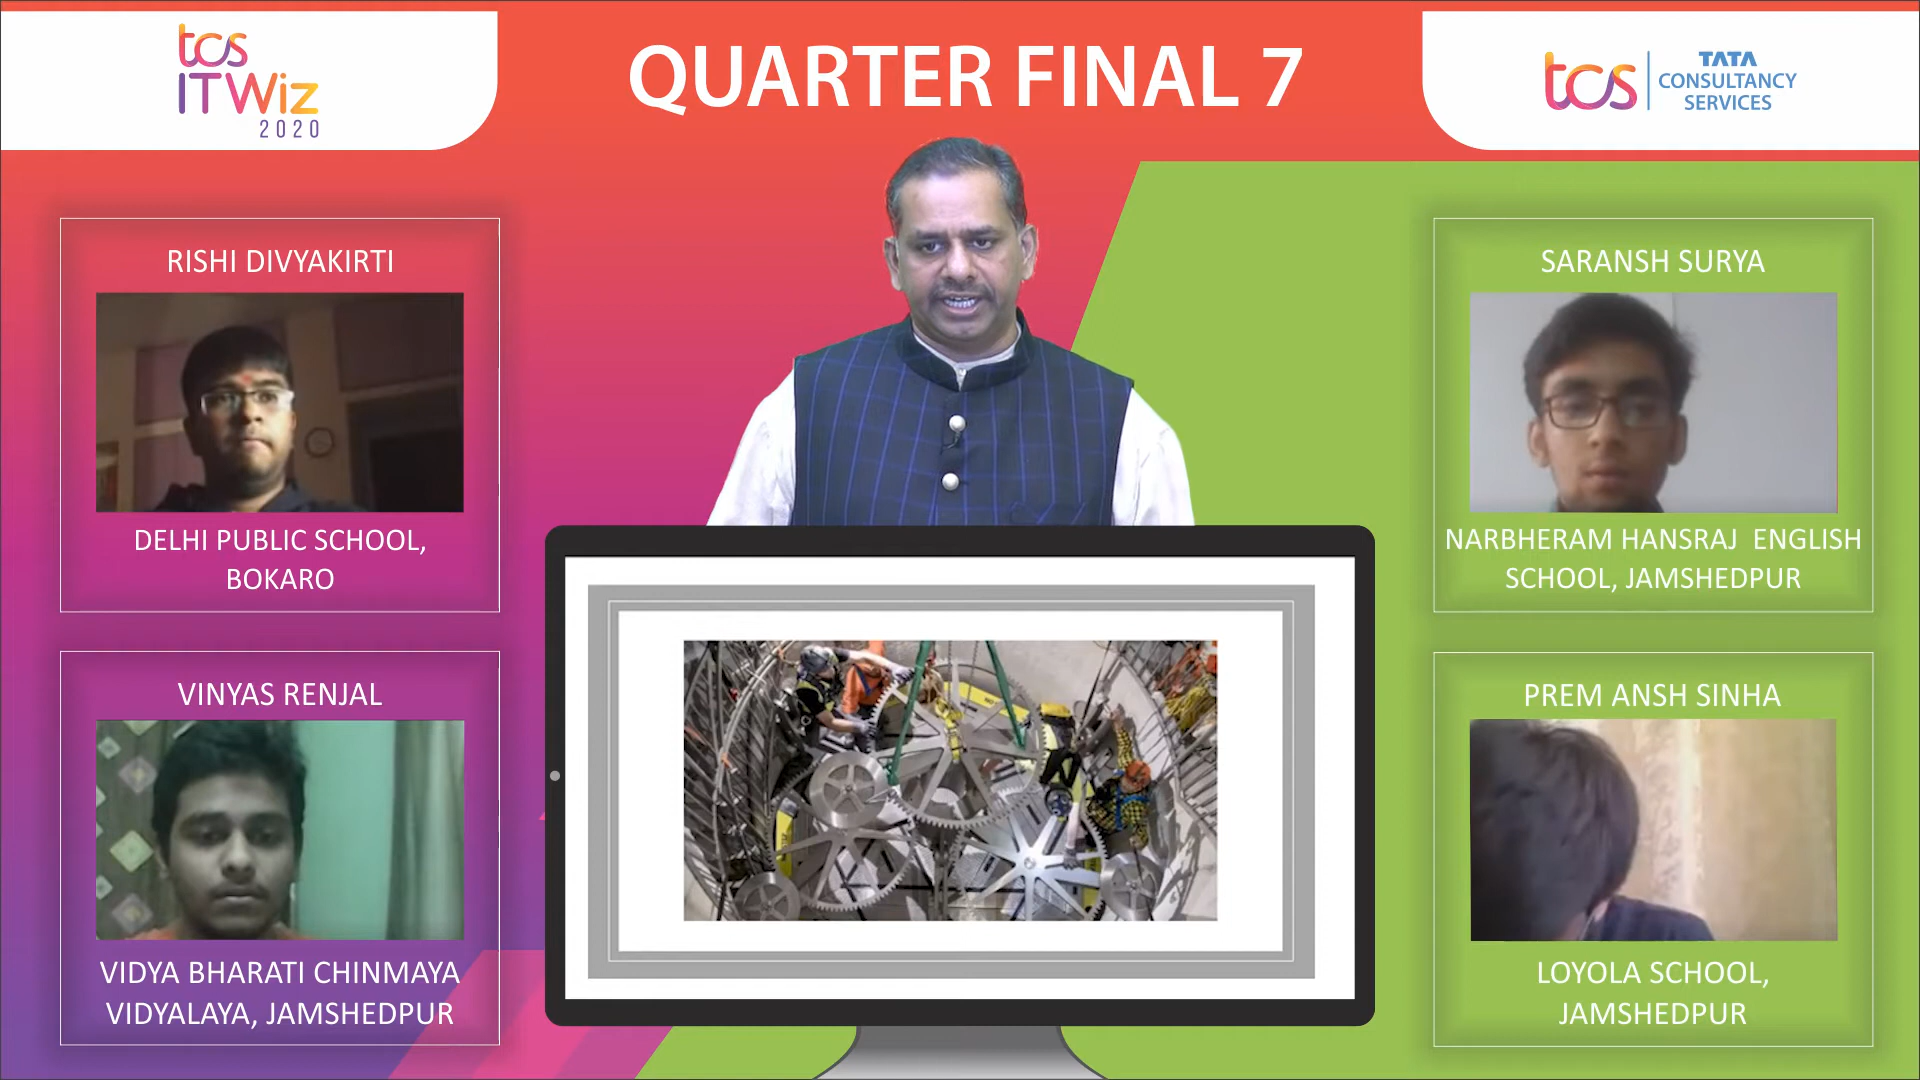 tcs
ITWiz
2020
QUARTER FINAL 7
tcs
TATA
CONSULTANCY
SERVICES
RISHI DIVYAKIRTI
DELHI PUBLIC SCHOOL,
BOKARO
VINYAS RENJAL
VIDYA BHARATI CHINMAYA
VIDYALAYA, JAMSHEDPUR
SARANSH SURYA
NARBHERAM HANSRAJ ENGLISH
SCHOOL, JAMSHEDPUR
PREM ANSH SINHA
LOYOLA SCHOOL,
JAMSHEDPUR